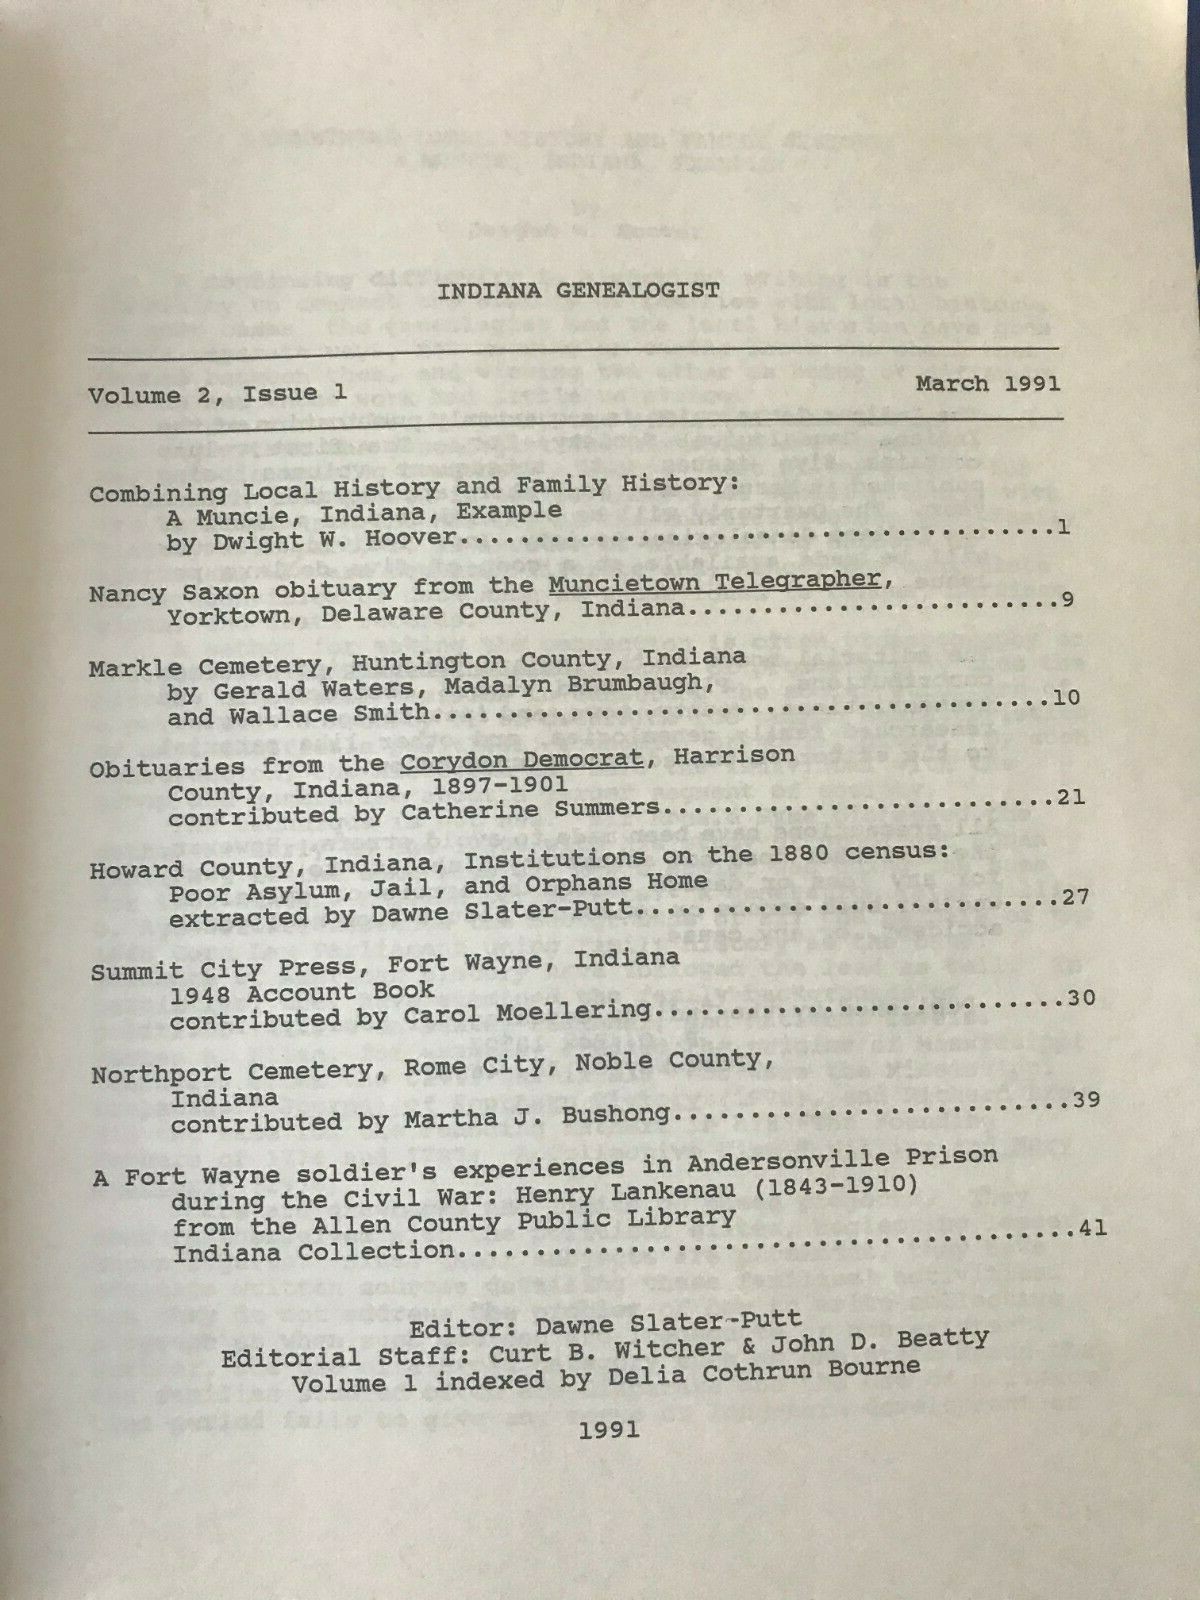 INDIANA GENEALOGIST
Volume 2, Issue 1 March 1991
Combining Local History and Family History:
A Muncie, Indiana, Example
by Dwight W. Hoover.......................................1
Nancy Saxon obituary from the Muncietown Telegrapher,
Yorktown, Delaware County, Indiana........................9
Markle Cemetery, Huntington County, Indiana
by Gerald Waters, Madalyn Brumbaugh,
and Wallace Smith........................................10
Obituaries from the Corydon Democrat, Harrison
County, Indiana, 1897-1901
contributed by Catherine Summers.........................21
Howard County, Indiana, Institutions on the 1880 census:
Poor Asylum, Jail, and Orphans Home
extracted by Dawne Slater-Putt...........................27
Summit City Press, Fort Wayne, Indiana
1948 Account Book
contributed by Carol Moellering..........................30
Northport Cemetery, Rome City, Noble County,
Indiana
contributed by Martha J. Bushong.........................39
A Fort Wayne soldier's experiences in Andersonville Prison
during the Civil War: Henry Lankenau (1843-1910)
from the Allen County Public Library
Indiana Collection.......................................41
Editor: Dawne Slater-Putt
Editorial Staff: Curt B. Witcher & John D. Beatty
Volume 1 indexed by Delia Cothrun Bourne
1991